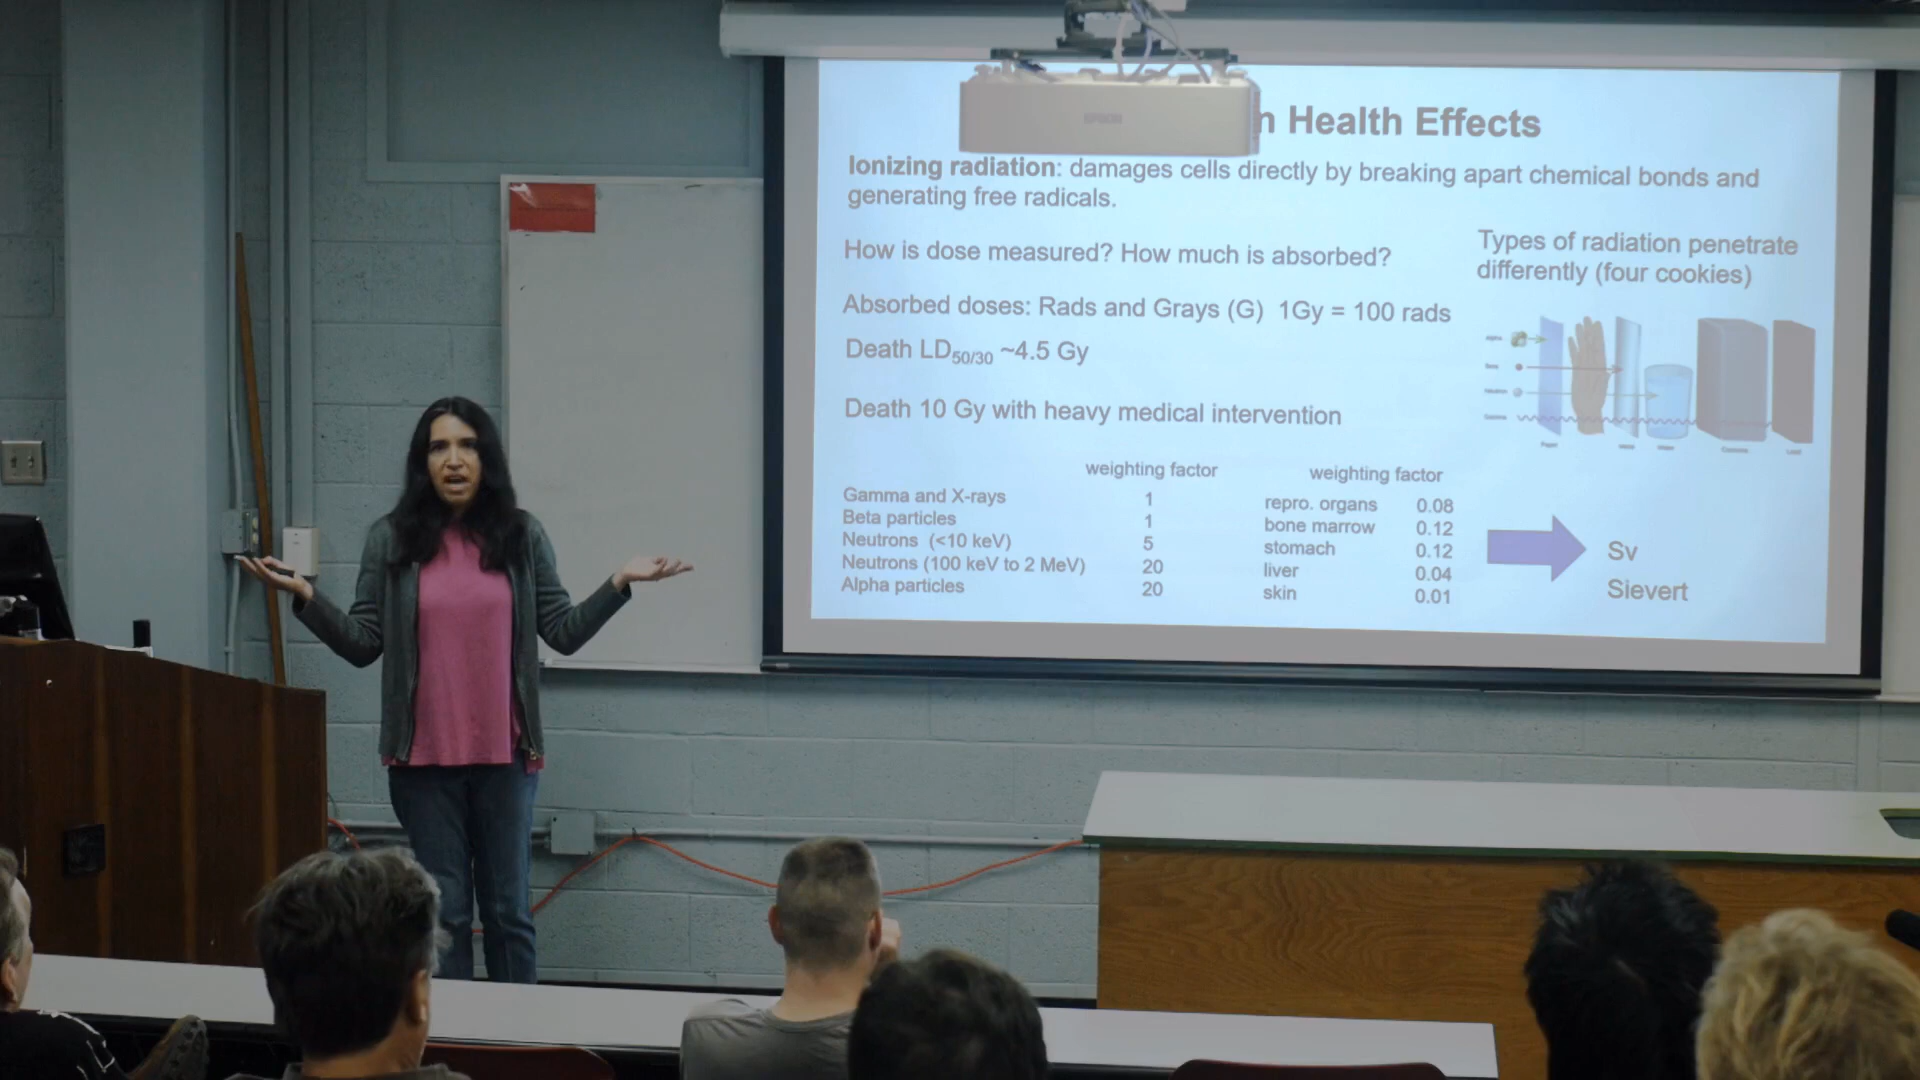 n Health Effects
Ionizing radiation: damages cells directly by breaking apart chemical bonds and
generating free radicals.
How is dose measured? How much is absorbed?
Types of radiation penetrate
differently (four cookies)
Absorbed doses: Rads and Grays (G) 1Gy = 100 rads
Death LD50/30 ~4.5 Gy
Death 10 Gy with heavy medical intervention
weighting factor
Gamma and X-rays 1
Beta particles 1
Neutrons (<10 keV) 5
Neutrons (100 keV to 2 MeV) 20
Alpha particles 20
weighting factor
repro. organs 0.08
bone marrow 0.12
stomach 0.12
liver 0.04
skin 0.01
Sv
Sievert
EPSON